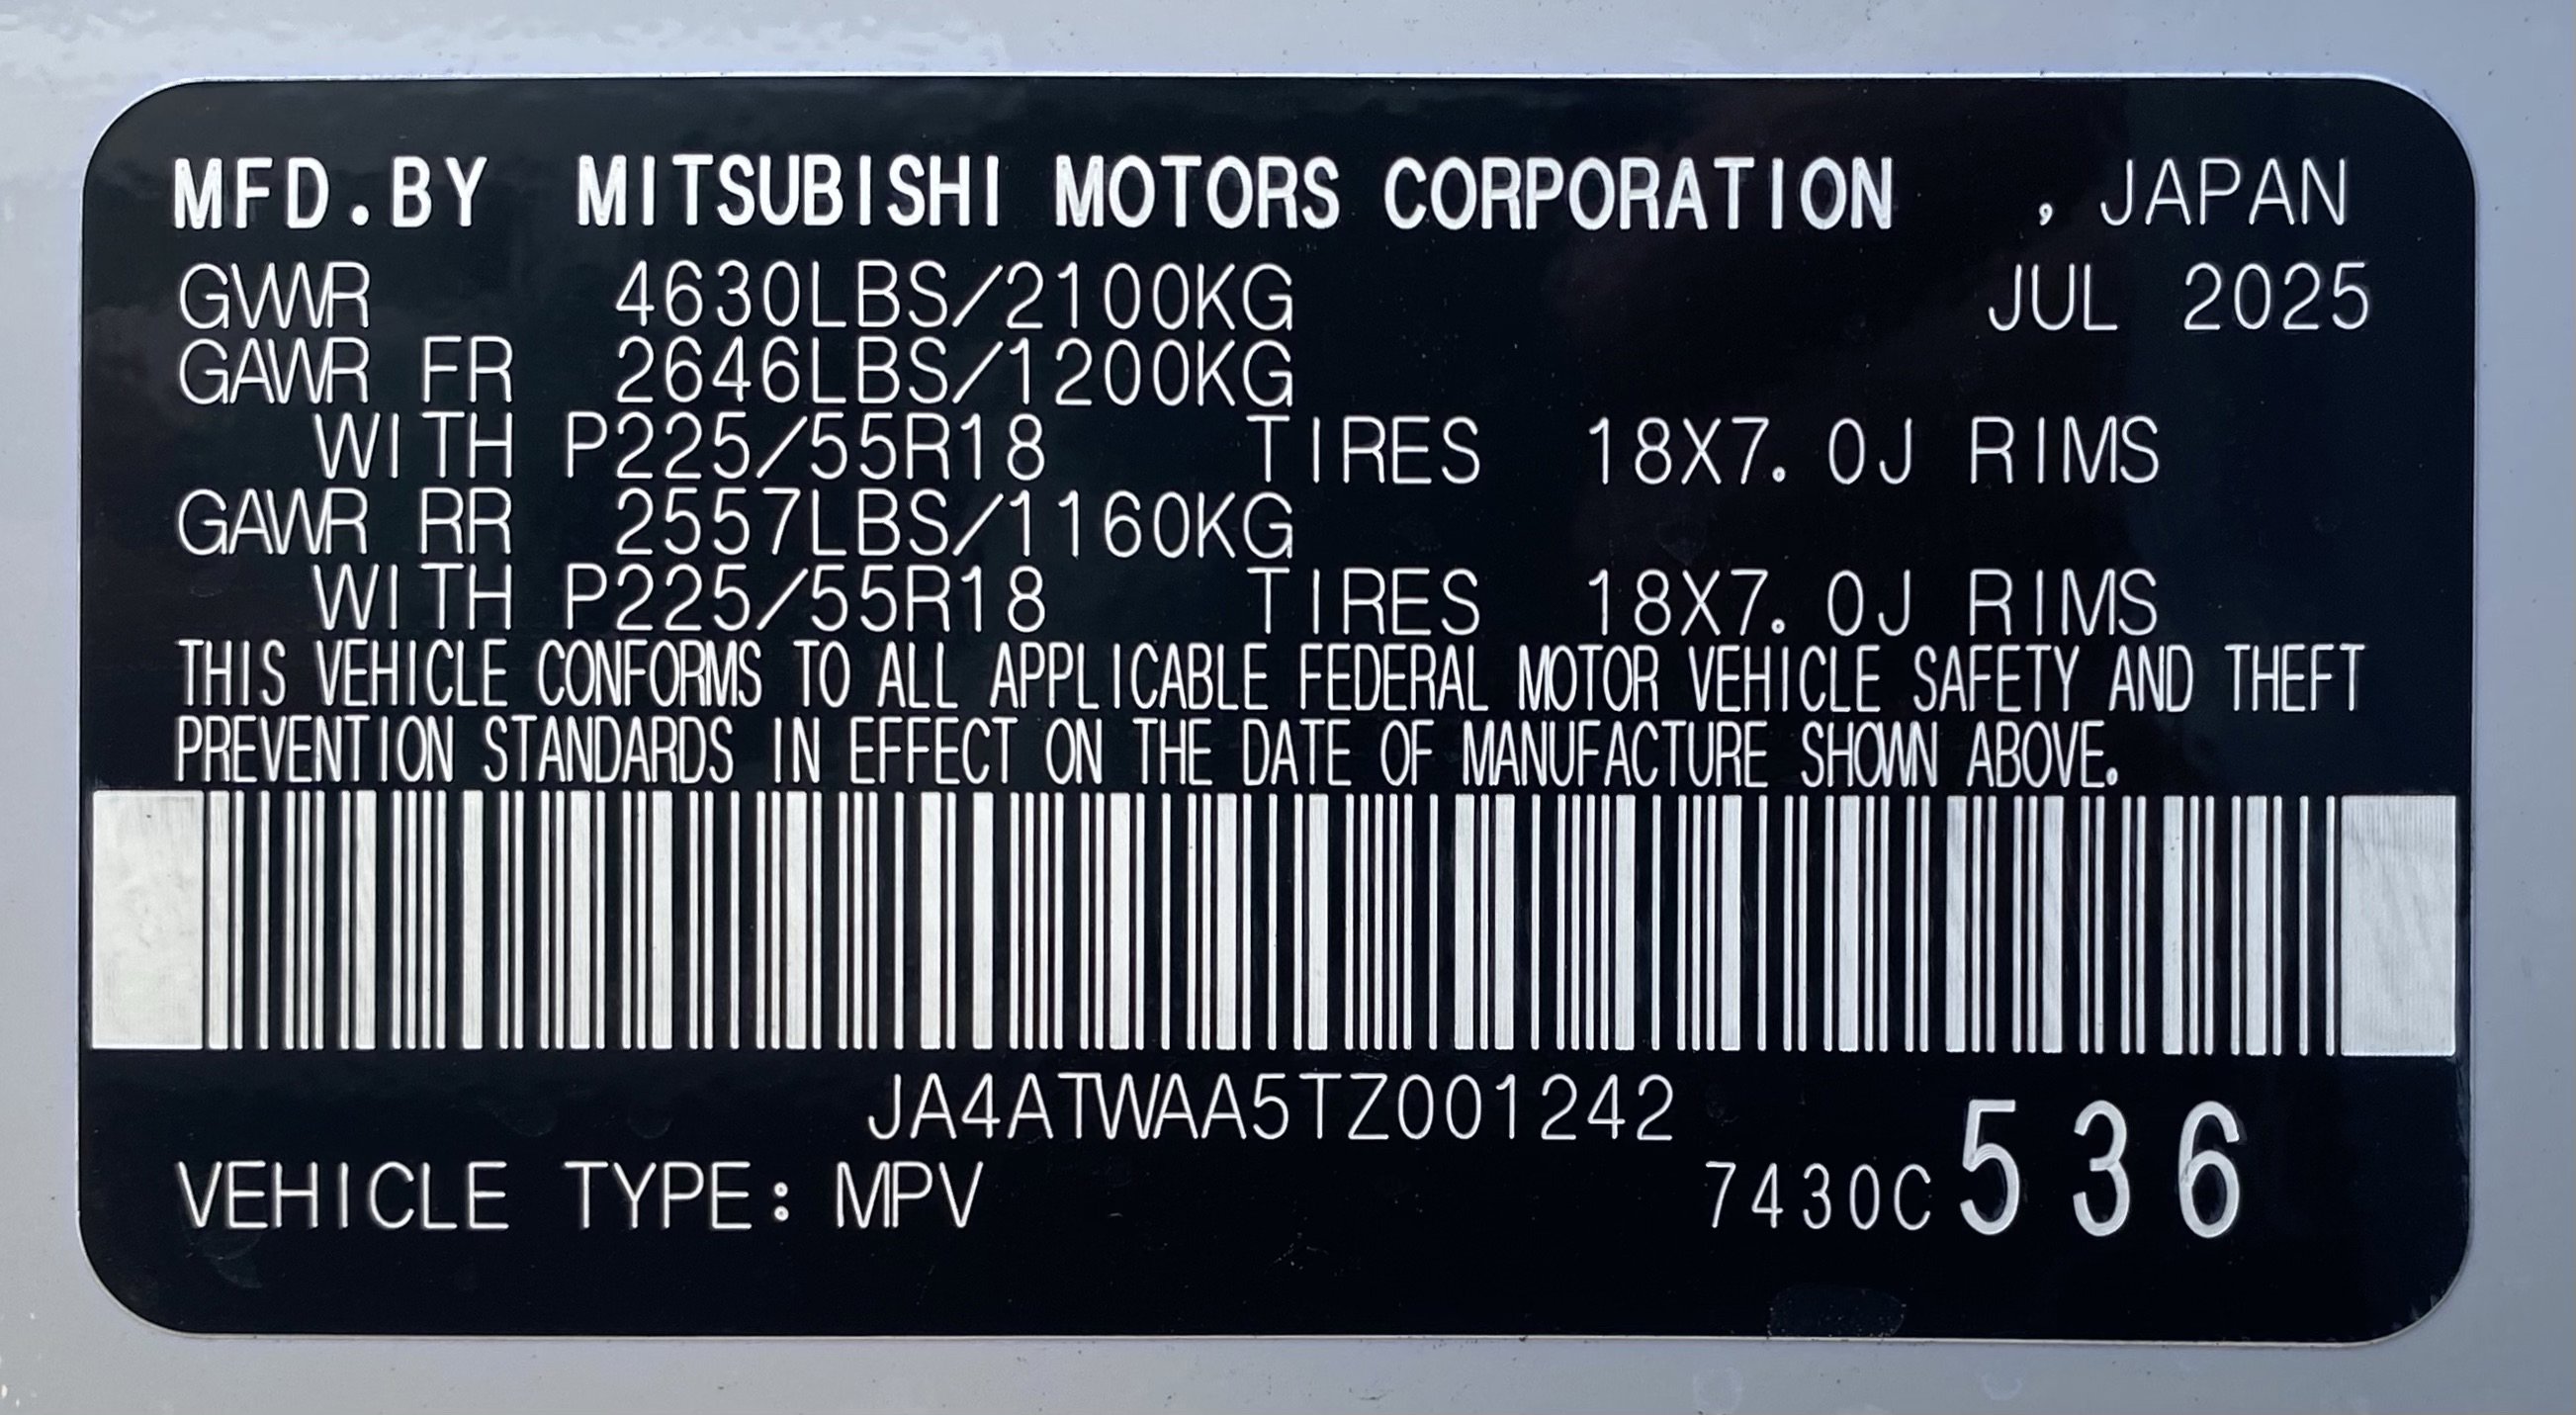 MFD.BY MITSUBISHI MOTORS CORPORATION , JAPAN
GVWR 4630LBS/2100KG JUL 2025
GAWR FR 2646LBS/1200KG
WITH P225/55R18 TIRES 18X7.0J RIMS
GAWR RR 2557LBS/1160KG
WITH P225/55R18 TIRES 18X7.0J RIMS
THIS VEHICLE CONFORMS TO ALL APPLICABLE FEDERAL MOTOR VEHICLE SAFETY AND THEFT
PREVENTION STANDARDS IN EFFECT ON THE DATE OF MANUFACTURE SHOWN ABOVE.
JA4ATWAA5TZ001242
VEHICLE TYPE: MPV 7430C536